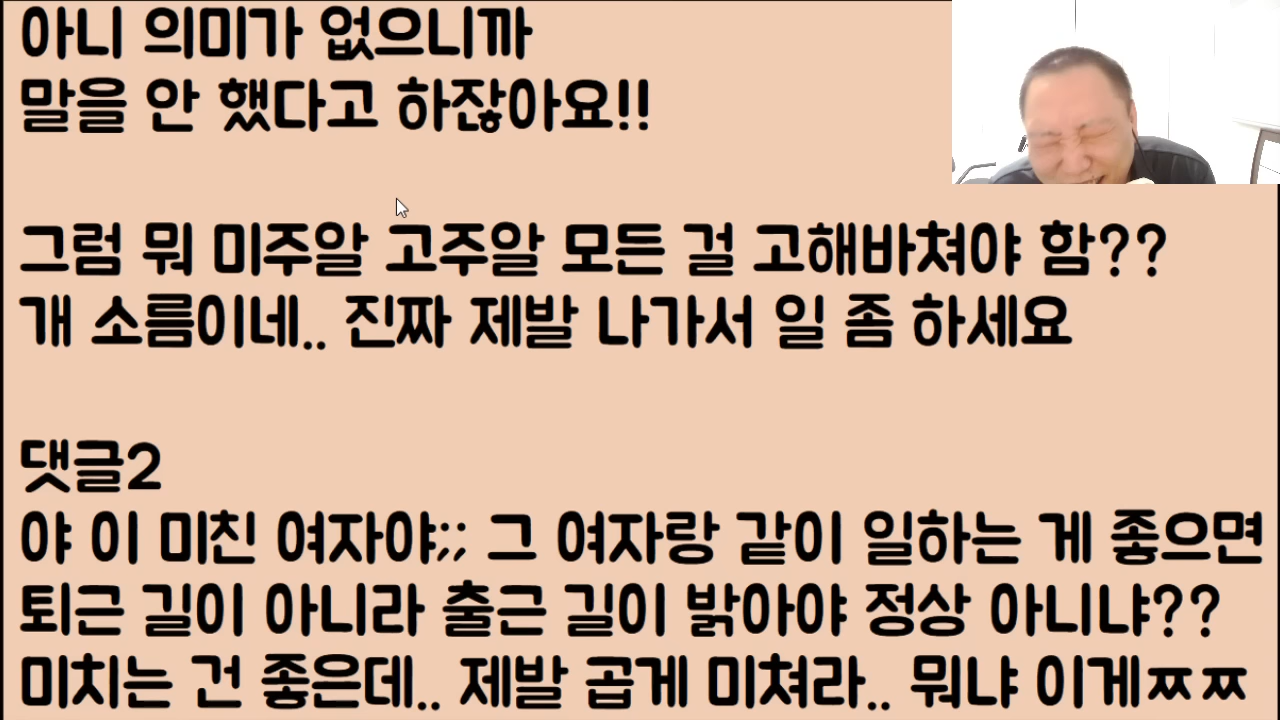 아니 의미가 없으니까
말을 안 했다고 하잖아요!!
그럼 뭐 미주알 고주알 모든 걸 고해바쳐야 함??
개 소름이네.. 진짜 제발 나가서 일 좀 하세요
댓글2
야 이 미친 여자야;; 그 여자랑 같이 일하는 게 좋으면
퇴근 길이 아니라 출근 길이 밝아야 정상 아니냐??
미치는 건 좋은데.. 제발 곱게 미쳐라.. 뭐냐 이게ㅉㅉ